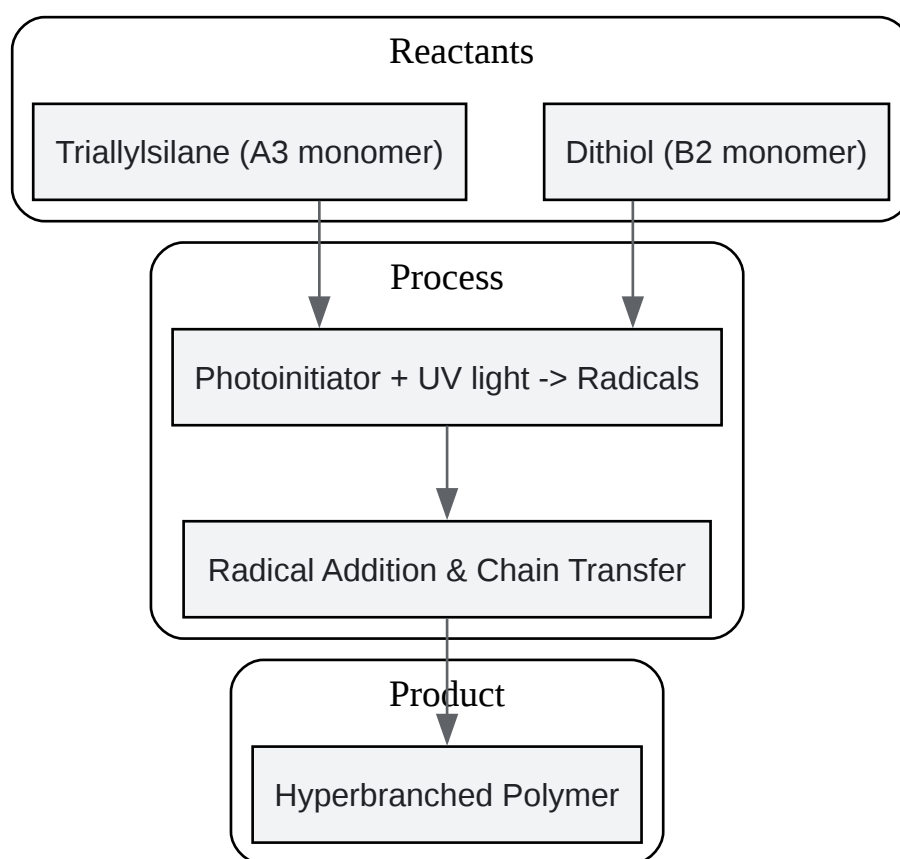 Reactants
Triallylsilane (A3 monomer)
Dithiol (B2 monomer)
Process
Photoinitiator + UV light -> Radicals
Radical Addition & Chain Transfer
Product
Hyperbranched Polymer